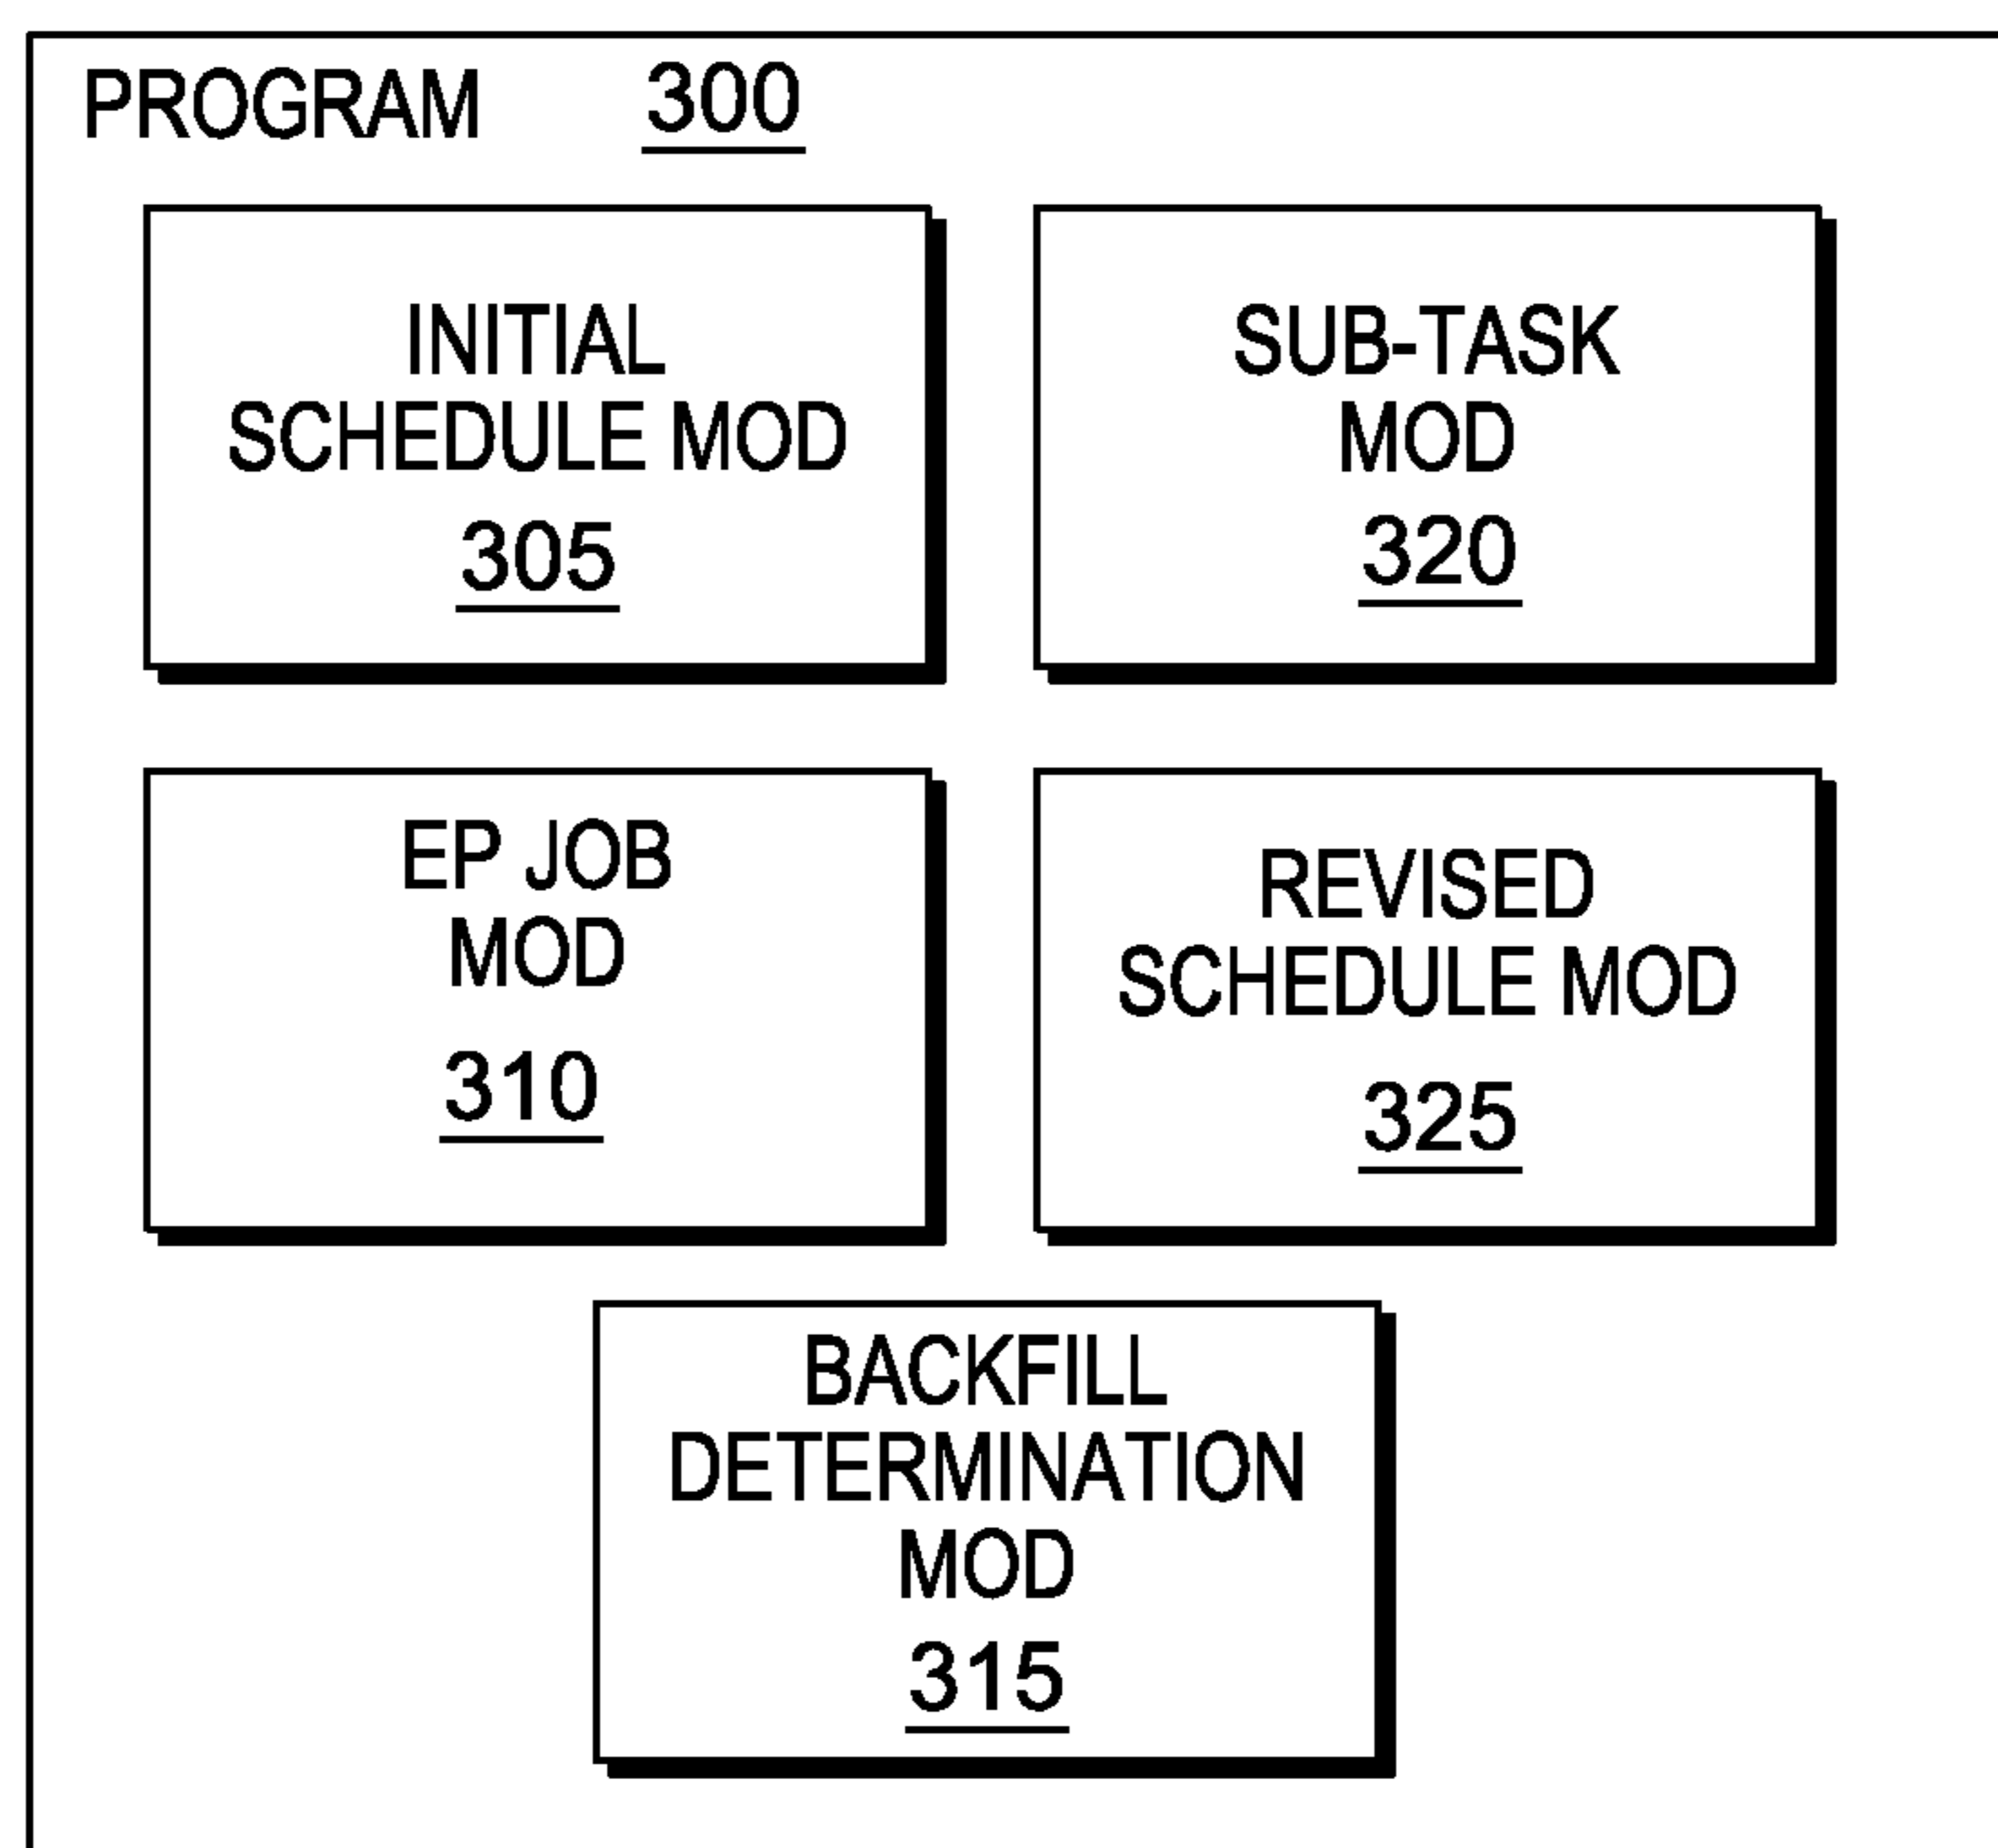 PROGRAM 300
INITIAL
SCHEDULE MOD
305
SUB-TASK
MOD
320
EP JOB
MOD
310
REVISED
SCHEDULE MOD
325
BACKFILL
DETERMINATION
MOD
315